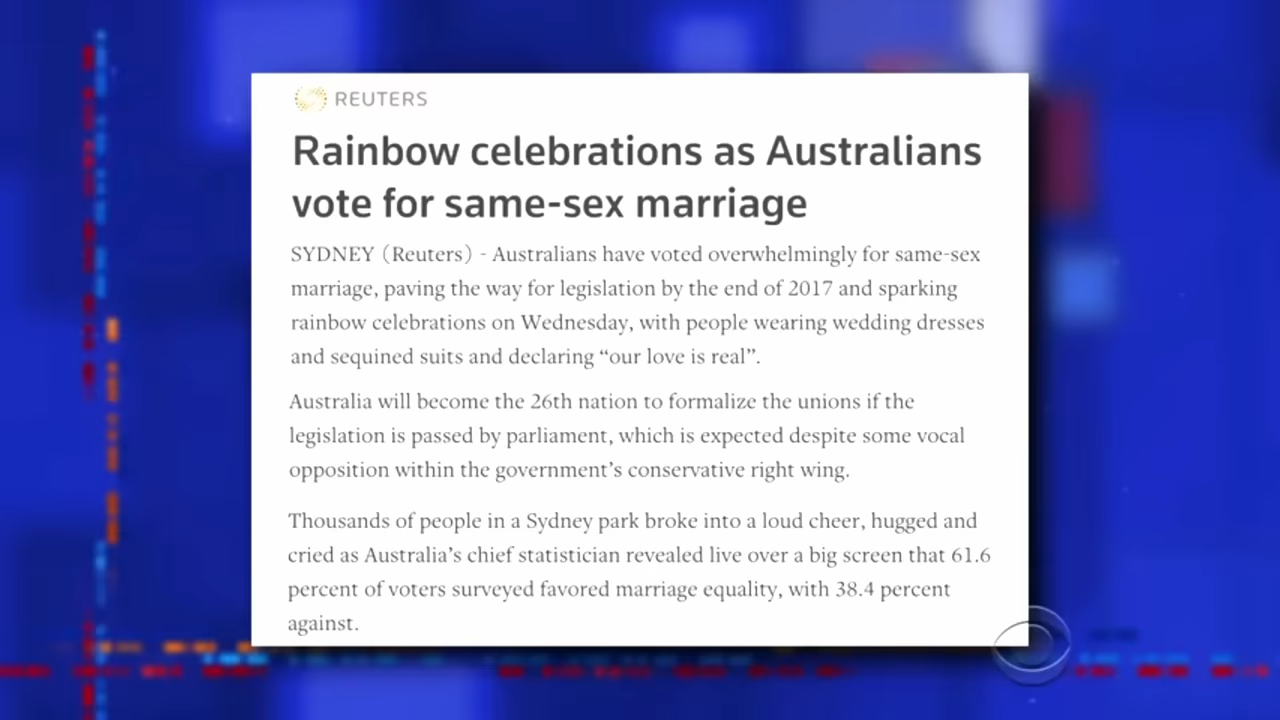 REUTERS
Rainbow celebrations as Australians
vote for same-sex marriage
SYDNEY (Reuters) - Australians have voted overwhelmingly for same-sex
marriage, paving the way for legislation by the end of 2017 and sparking
rainbow celebrations on Wednesday, with people wearing wedding dresses
and sequined suits and declaring “our love is real”.
Australia will become the 26th nation to formalize the unions if the
legislation is passed by parliament, which is expected despite some vocal
opposition within the government’s conservative right wing.
Thousands of people in a Sydney park broke into a loud cheer, hugged and
cried as Australia’s chief statistician revealed live over a big screen that 61.6
percent of voters surveyed favored marriage equality, with 38.4 percent
against.